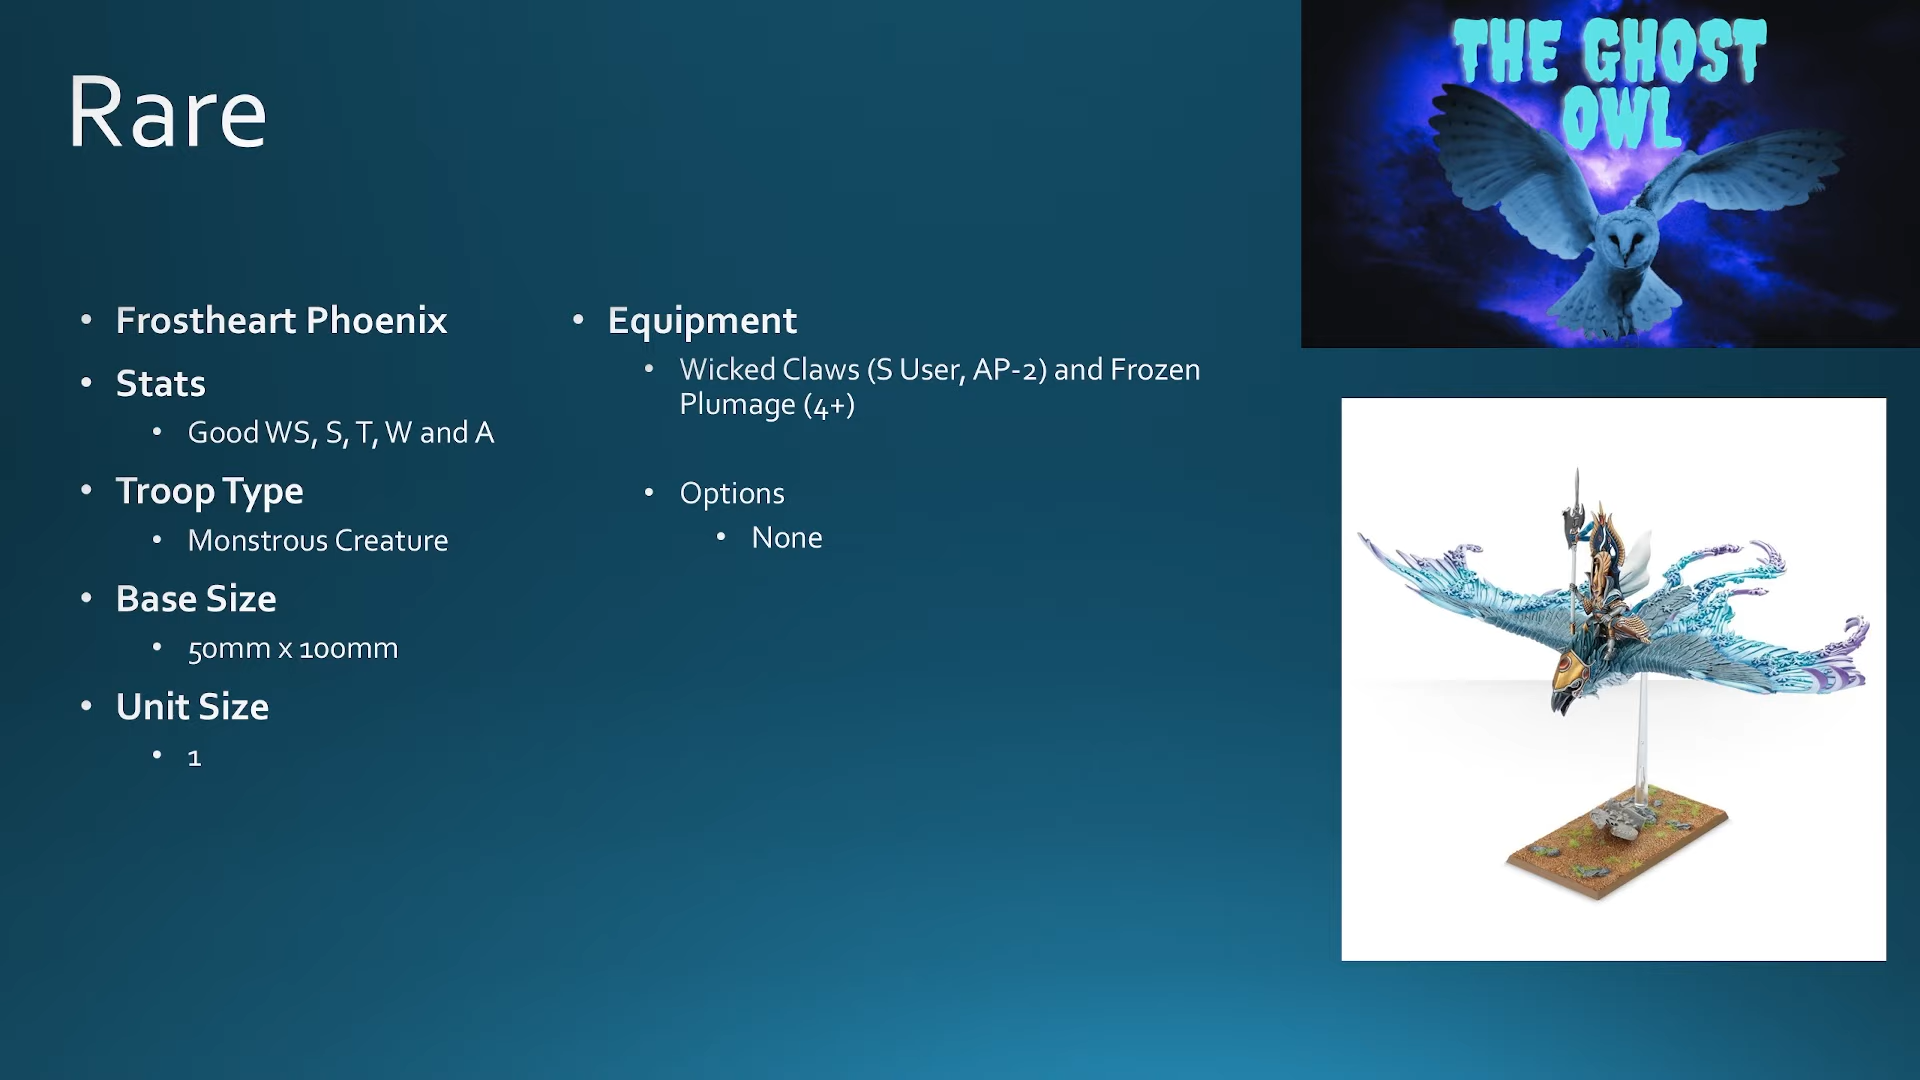 Rare
THE GHOST
OWL
Frostheart Phoenix
Stats
Good WS, S, T, W and A
Troop Type
Monstrous Creature
Base Size
50mm x 100mm
Unit Size
1
Equipment
Wicked Claws (S User, AP-2) and Frozen
Plumage (4+)
Options
None